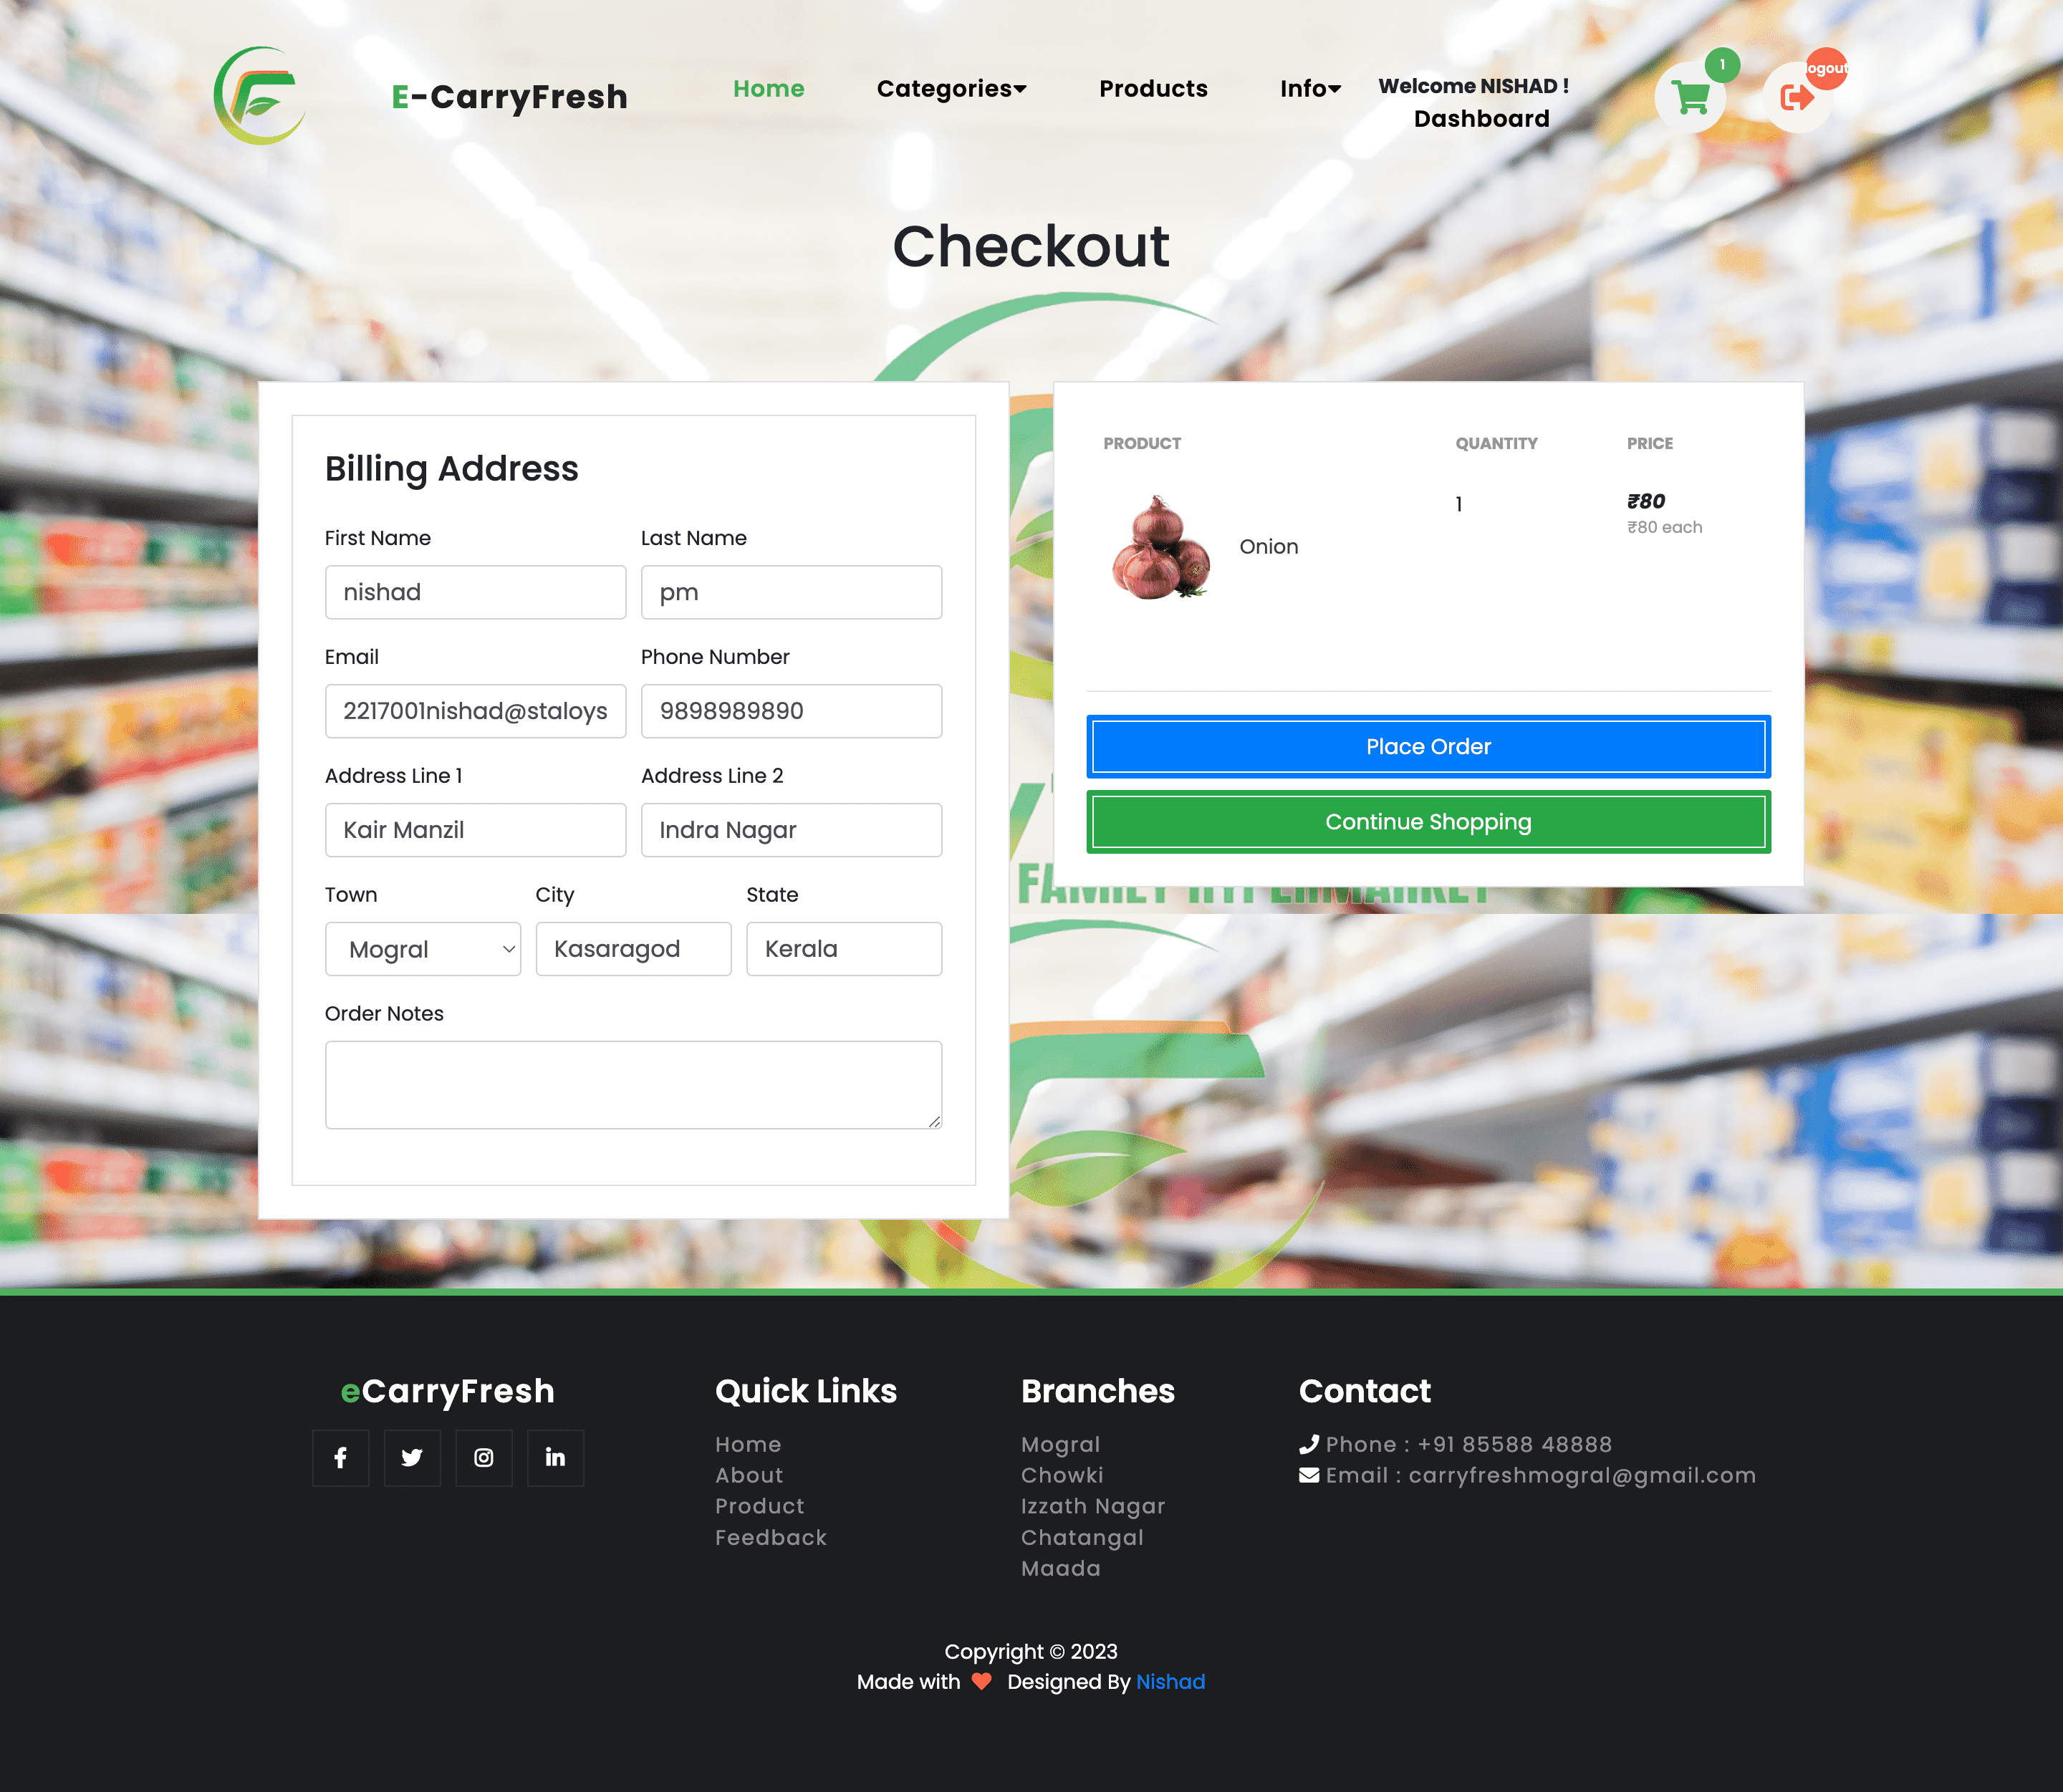 E-CarryFresh
Home
Categories
Products
Info
Welcome NISHAD !
Dashboard
1
logout
Checkout
Billing Address
First Name
Last Name
nishad
pm
Email
Phone Number
2217001nishad@staloys
9898989890
Address Line 1
Address Line 2
Kair Manzil
Indra Nagar
Town
City
State
Mogral
Kasaragod
Kerala
Order Notes
PRODUCT
QUANTITY
PRICE
Onion
1
₹80
₹80 each
Place Order
Continue Shopping
FAMILY HYPERMARKET
eCarryFresh
Quick Links
Home
About
Product
Feedback
Branches
Mogral
Chowki
Izzath Nagar
Chatangal
Maada
Contact
Phone : +91 85588 48888
Email : carryfreshmogral@gmail.com
Copyright © 2023
Made with Designed By Nishad